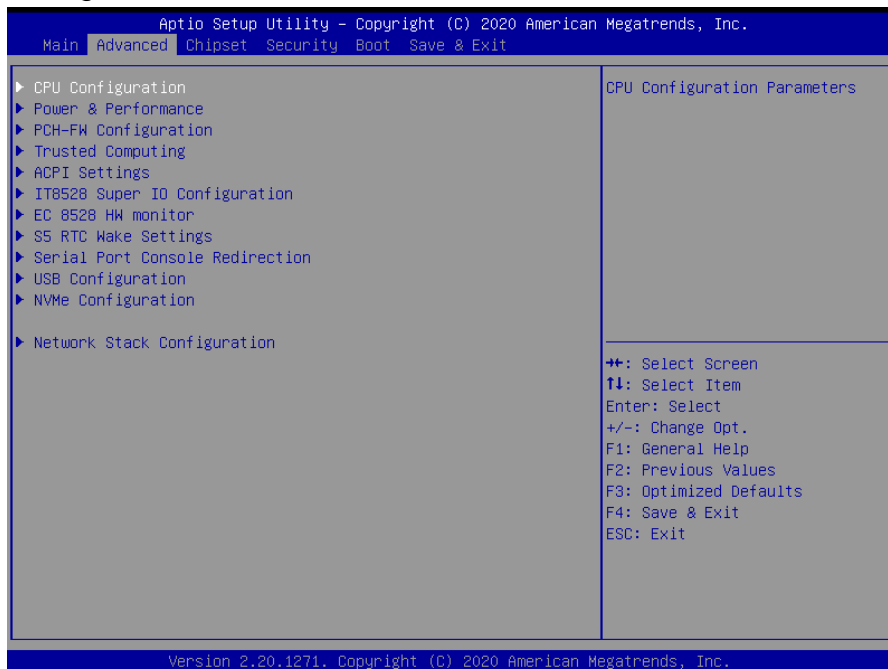 Aptio Setup Utility – Copyright (C) 2020 American Megatrends, Inc.
Main Advanced Chipset Security Boot Save & Exit
▶ CPU Configuration
▶ Power & Performance
▶ PCH-FW Configuration
▶ Trusted Computing
▶ ACPI Settings
▶ IT8528 Super IO Configuration
▶ EC 8528 HW monitor
▶ S5 RTC Wake Settings
▶ Serial Port Console Redirection
▶ USB Configuration
▶ NVMe Configuration
▶ Network Stack Configuration
CPU Configuration Parameters
→←: Select Screen
↑↓: Select Item
Enter: Select
+/-: Change Opt.
F1: General Help
F2: Previous Values
F3: Optimized Defaults
F4: Save & Exit
ESC: Exit
Version 2.20.1271. Copyright (C) 2020 American Megatrends, Inc.